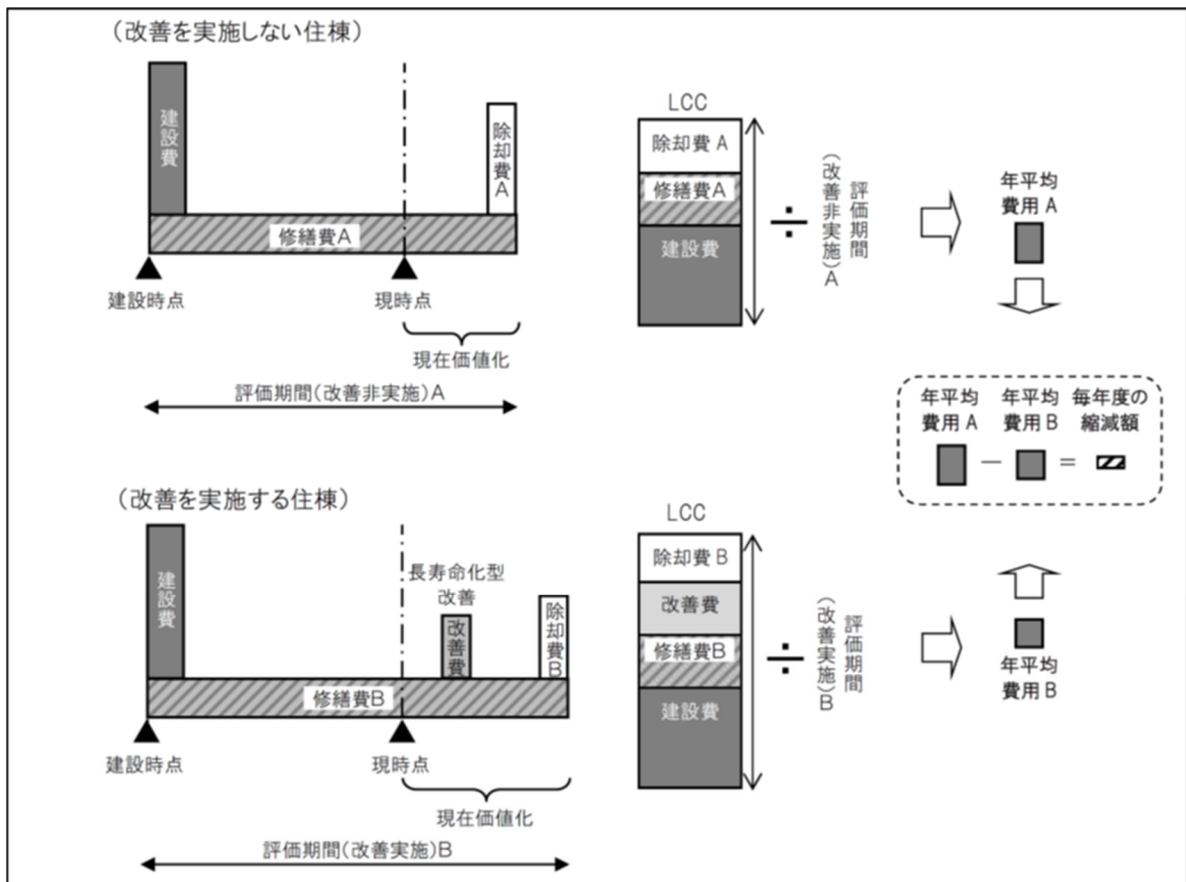 (改善を実施しない住棟)
建設費
除却費A
修繕費A
建設時点
現時点
現在価値化
評価期間(改善非実施)A
LCC
除却費A
修繕費A
建設費
÷
評価期間
(改善非実施)A
年平均
費用A
年平均
費用A
年平均
費用B
毎年度の
縮減額
－
＝
(改善を実施する住棟)
建設費
長寿命化型
改善
改善費
除却費B
修繕費B
建設時点
現時点
現在価値化
評価期間(改善実施)B
LCC
除却費B
改善費
修繕費B
建設費
÷
評価期間
(改善実施)B
年平均
費用B